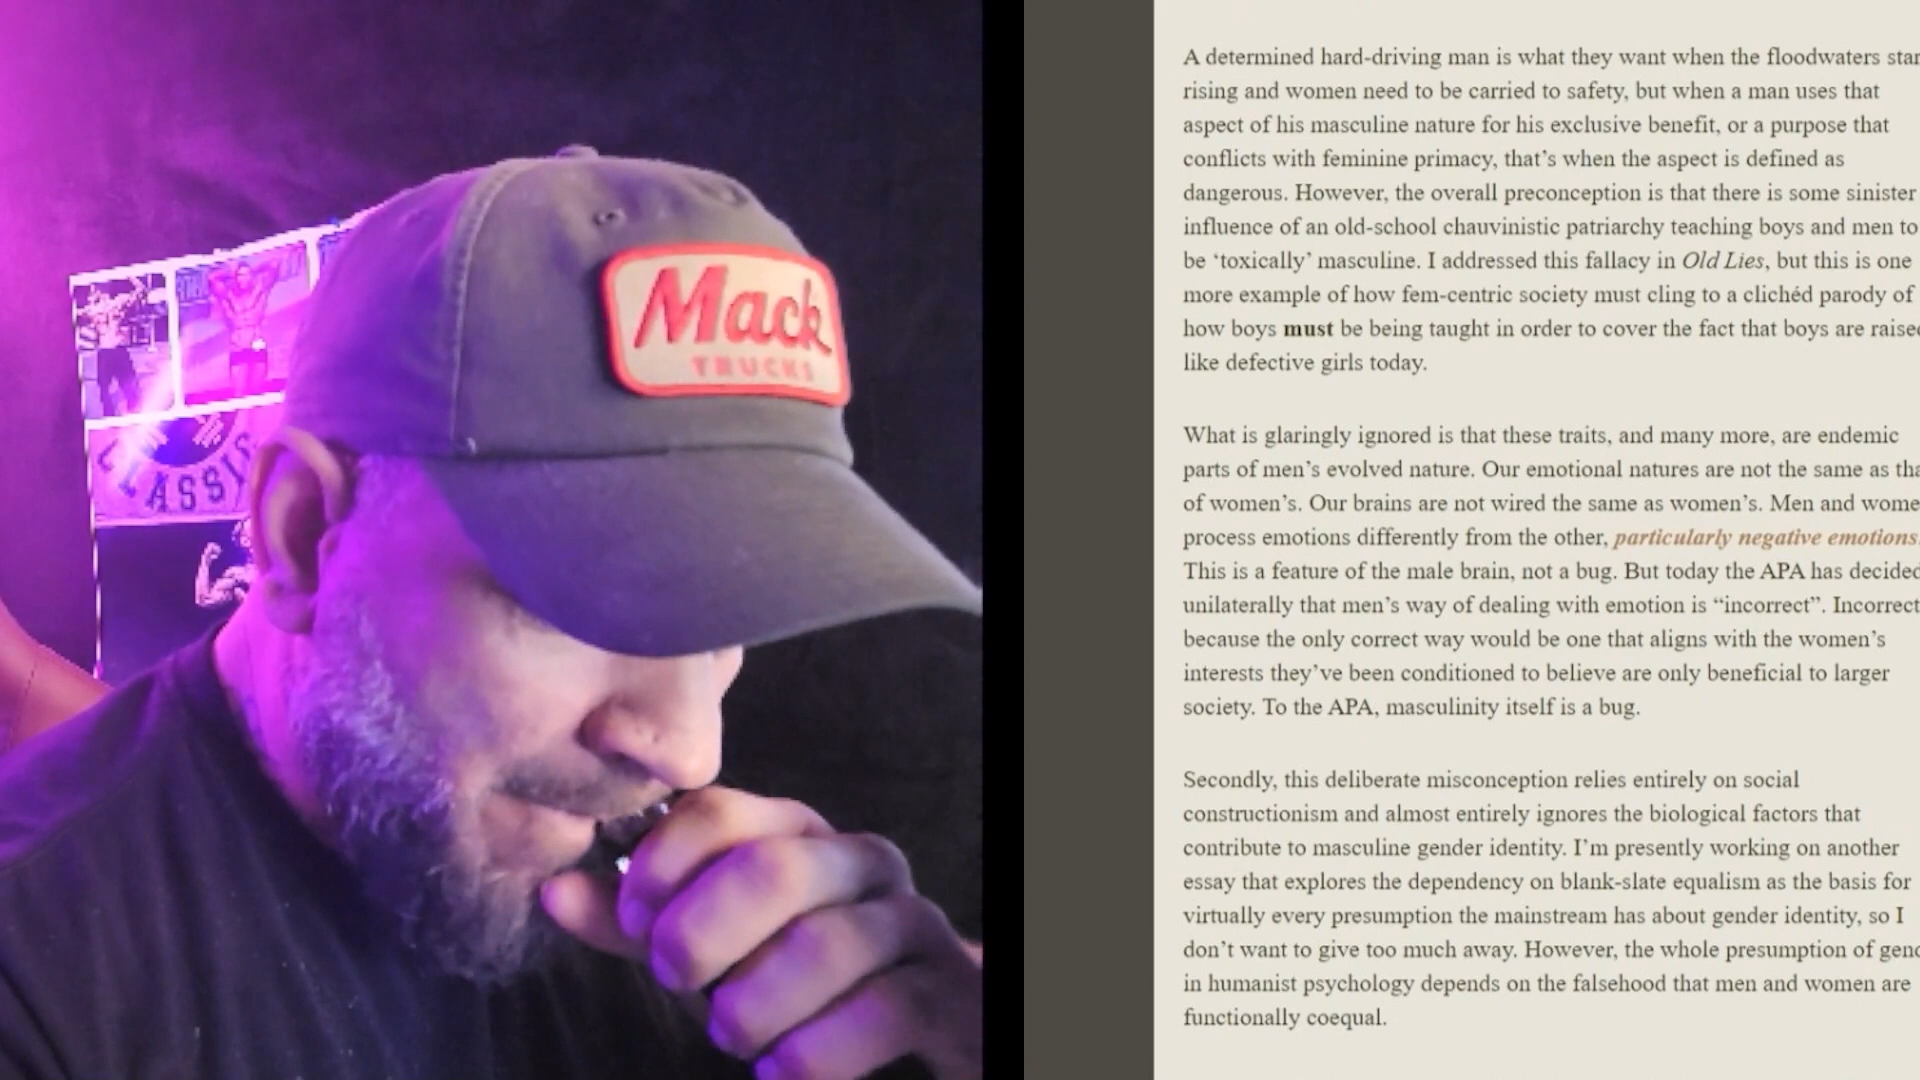 Mack
TRUCKS
CLASSIC
A determined hard-driving man is what they want when the floodwaters
rising and women need to be carried to safety, but when a man uses that
aspect of his masculine nature for his exclusive benefit, or a purpose that
conflicts with feminine primacy, that’s when the aspect is defined as
dangerous. However, the overall preconception is that there is some sinister
influence of an old-school chauvinistic patriarchy teaching boys and men to
be ‘toxically’ masculine. I addressed this fallacy in Old Lies, but this is one
more example of how fem-centric society must cling to a clichéd parody of
how boys must be being taught in order to cover the fact that boys are
like defective girls today.
What is glaringly ignored is that these traits, and many more, are endemic
parts of men’s evolved nature. Our emotional natures are not the same as
of women’s. Our brains are not wired the same as women’s. Men and
process emotions differently from the other, particularly negative emotions.
This is a feature of the male brain, not a bug. But today the APA has decided
unilaterally that men’s way of dealing with emotion is “incorrect”. Incorrect
because the only correct way would be one that aligns with the women’s
interests they’ve been conditioned to believe are only beneficial to larger
society. To the APA, masculinity itself is a bug.
Secondly, this deliberate misconception relies entirely on social
constructionism and almost entirely ignores the biological factors that
contribute to masculine gender identity. I’m presently working on another
essay that explores the dependency on blank-slate equalism as the basis for
virtually every presumption the mainstream has about gender identity, so I
don’t want to give too much away. However, the whole presumption of
in humanist psychology depends on the falsehood that men and women are
functionally coequal.